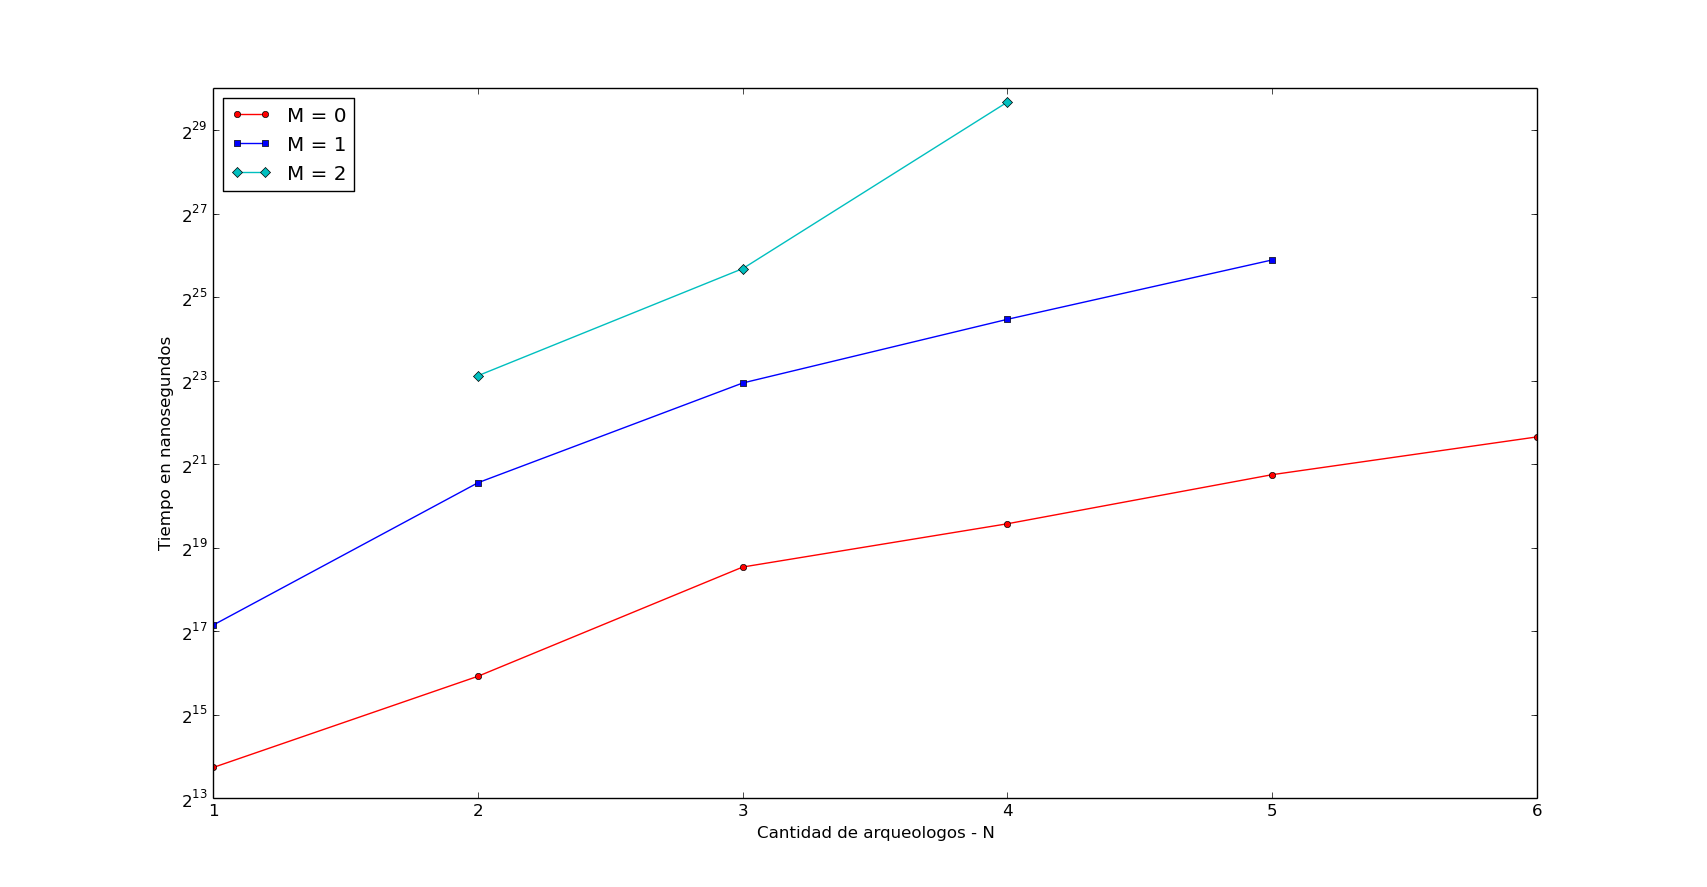 M = 0
M = 1
M = 2
2^29
2^27
2^25
2^23
2^21
2^19
2^17
2^15
2^13
Tiempo en nanosegundos
1 2 3 4 5 6
Cantidad de arqueologos - N